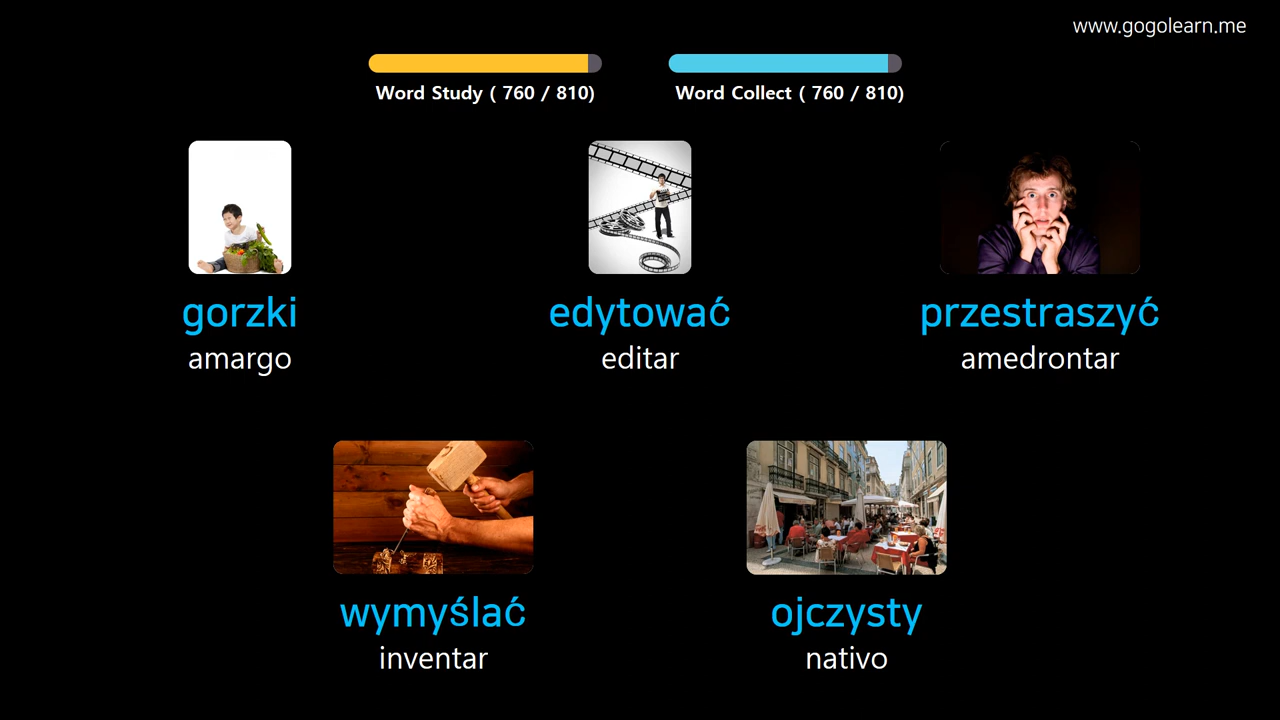 www.gogolearn.me
Word Study ( 760 / 810)
Word Collect ( 760 / 810)
gorzki
amargo
edytować
editar
przestraszyć
amedrontar
wymyślać
inventar
ojczysty
nativo